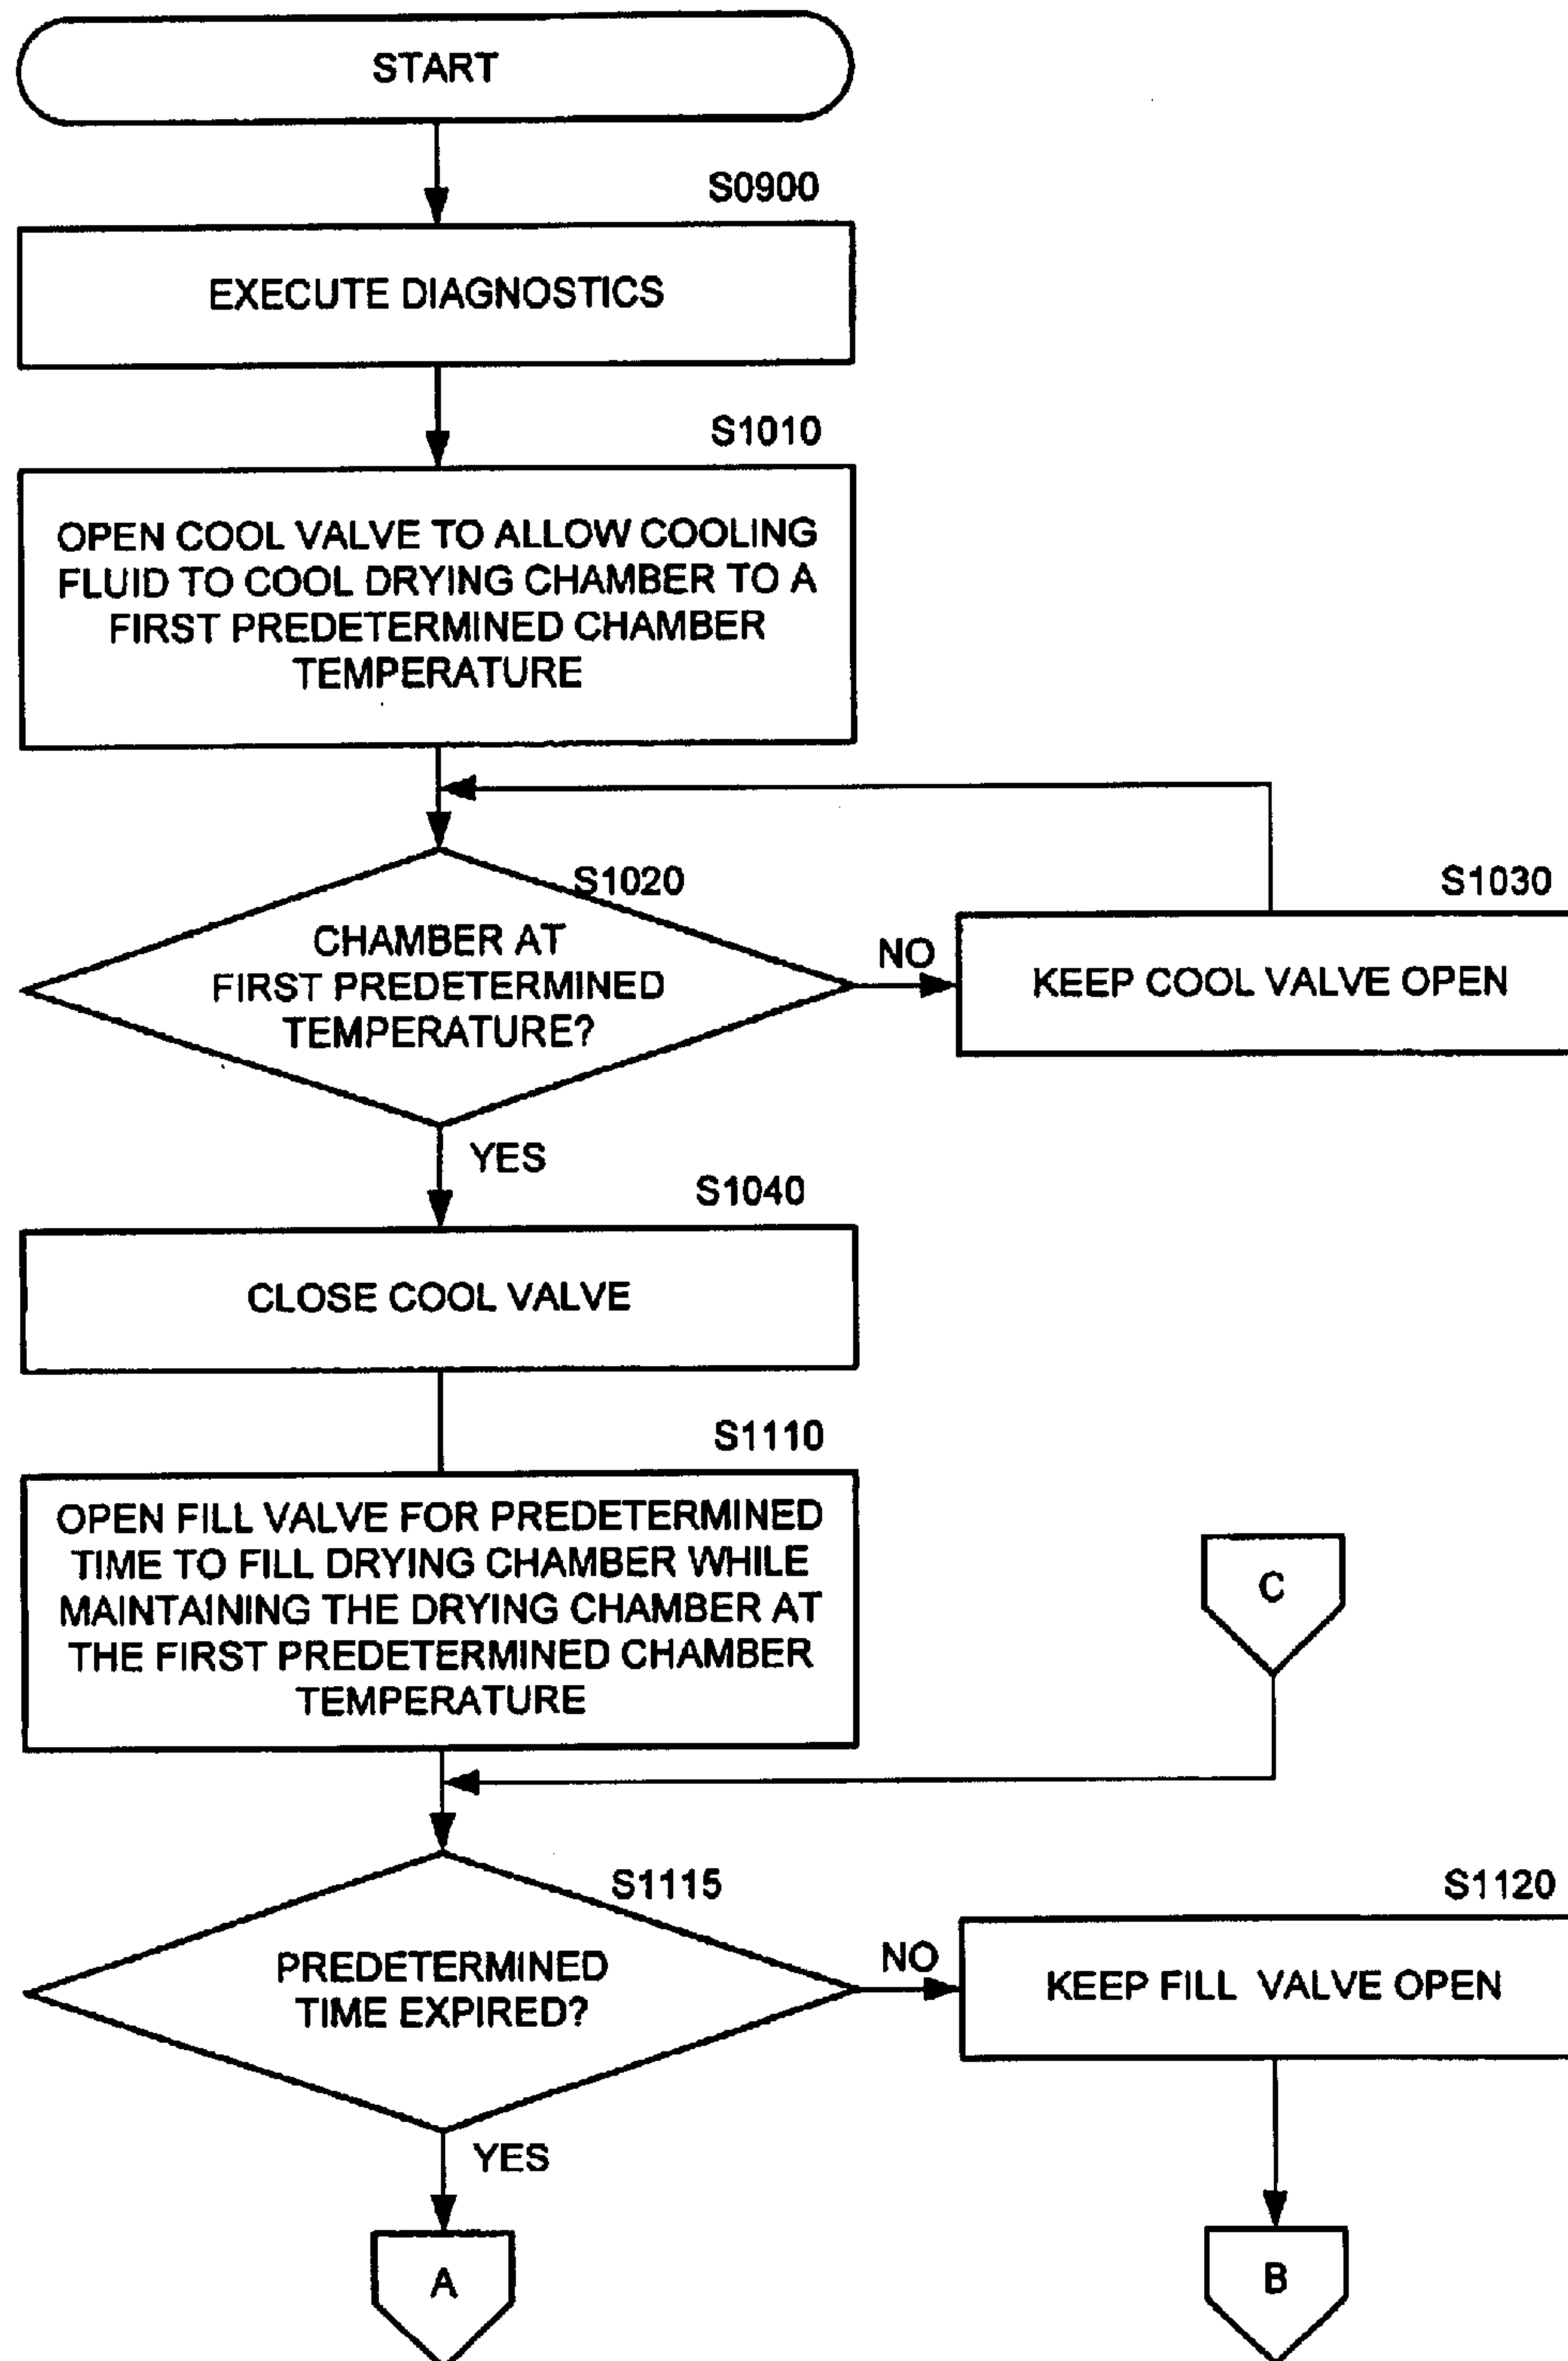 START
S0900
EXECUTE DIAGNOSTICS
S1010
OPEN COOL VALVE TO ALLOW COOLING
FLUID TO COOL DRYING CHAMBER TO A
FIRST PREDETERMINED CHAMBER
TEMPERATURE
S1020
CHAMBER AT
FIRST PREDETERMINED
TEMPERATURE?
NO
S1030
KEEP COOL VALVE OPEN
YES
S1040
CLOSE COOL VALVE
S1110
OPEN FILL VALVE FOR PREDETERMINED
TIME TO FILL DRYING CHAMBER WHILE
MAINTAINING THE DRYING CHAMBER AT
THE FIRST PREDETERMINED CHAMBER
TEMPERATURE
C
S1115
PREDETERMINED
TIME EXPIRED?
NO
S1120
KEEP FILL VALVE OPEN
YES
A
B